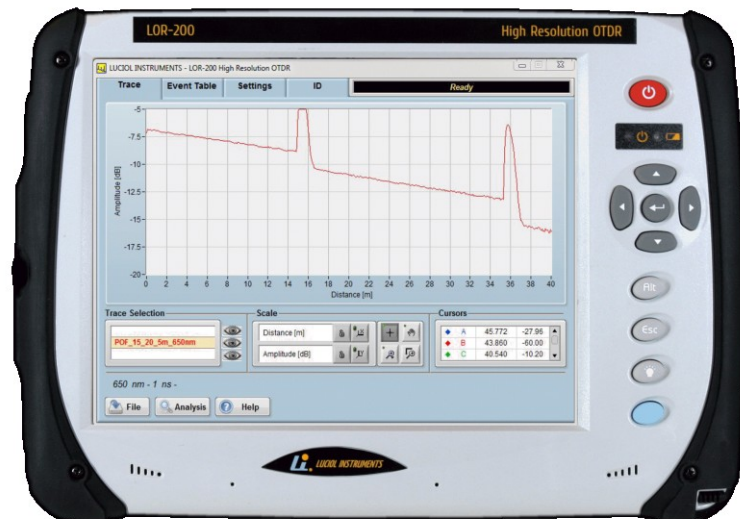 LOR-200
High Resolution OTDR
LUCIOL INSTRUMENTS - LOR-200 High Resolution OTDR
Trace Event Table Settings ID Ready
-5
-7.5
-10
-12.5
-15
-17.5
-20
Amplitude [dB]
0 2 4 6 8 10 12 14 16 18 20 22 24 26 28 30 32 34 36 38 40
Distance [m]
Trace Selection
POF_15_20_5m_650nm
Scale
Distance [m]
Amplitude [dB]
Cursors
A 45.772 -27.96
B 43.860 -60.00
C 40.540 -10.20
650 nm - 1 ns -
File Analysis Help
Alt
Esc
Li. LUCIOL INSTRUMENTS